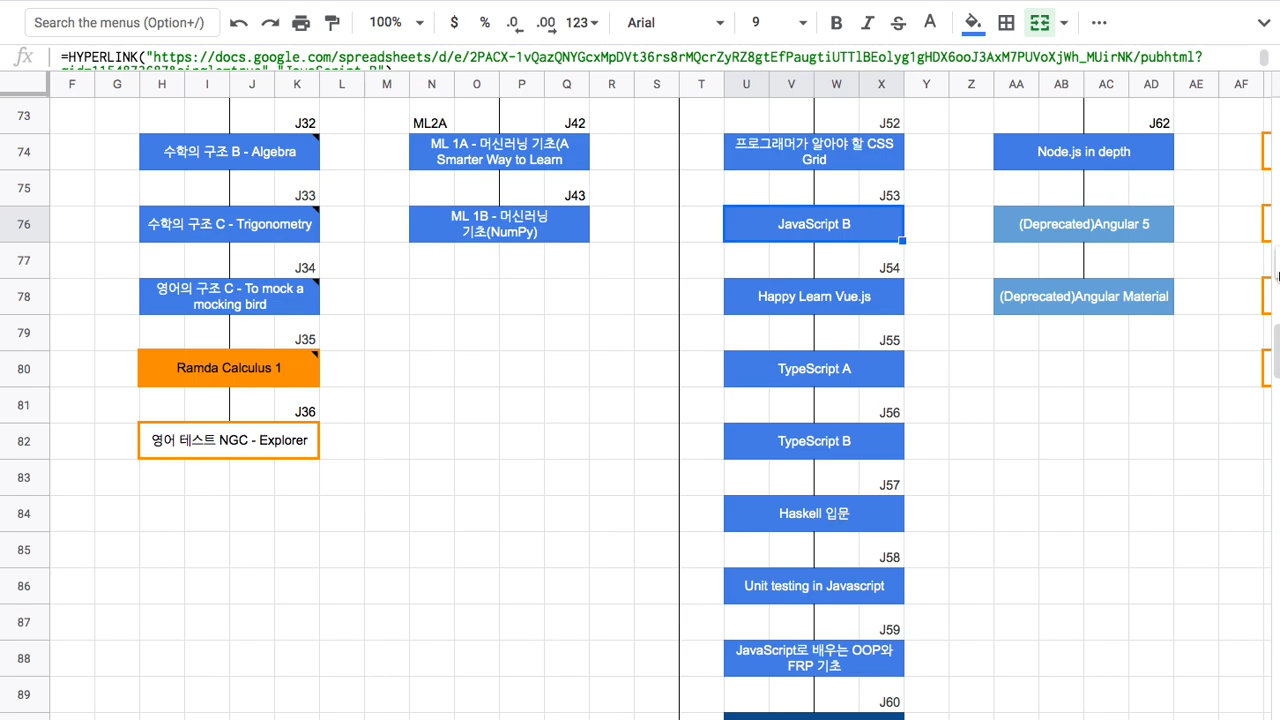 Search the menus (Option+/)
100%
$ % .0 .00 123
Arial
9
B I S A
fx
=HYPERLINK("https://docs.google.com/spreadsheets/d/e/2PACX-1vQazQNYGcxMpDVt36rs8rMQcrZyRZ8gtEfPaugtiUTTlBEolyg1gHDX6ooJ3AxM7PUVoXjWh_MUirNK/pubhtml?
F G H I J K L M N O P Q R S T U V W X Y Z AA AB AC AD AE AF
73
J32
ML2A
J42
J52
J62
74
수학의 구조 B - Algebra
ML 1A - 머신러닝 기초(A
Smarter Way to Learn
프로그래머가 알아야 할 CSS
Grid
Node.js in depth
75
J33
J43
J53
76
수학의 구조 C - Trigonometry
ML 1B - 머신러닝
기초(NumPy)
JavaScript B
(Deprecated)Angular 5
77
J34
J54
78
영어의 구조 C - To mock a
mocking bird
Happy Learn Vue.js
(Deprecated)Angular Material
79
J35
J55
80
Ramda Calculus 1
TypeScript A
81
J36
J56
82
영어 테스트 NGC - Explorer
TypeScript B
83
J57
84
Haskell 입문
85
J58
86
Unit testing in Javascript
87
J59
88
JavaScript로 배우는 OOP와
FRP 기초
89
J60